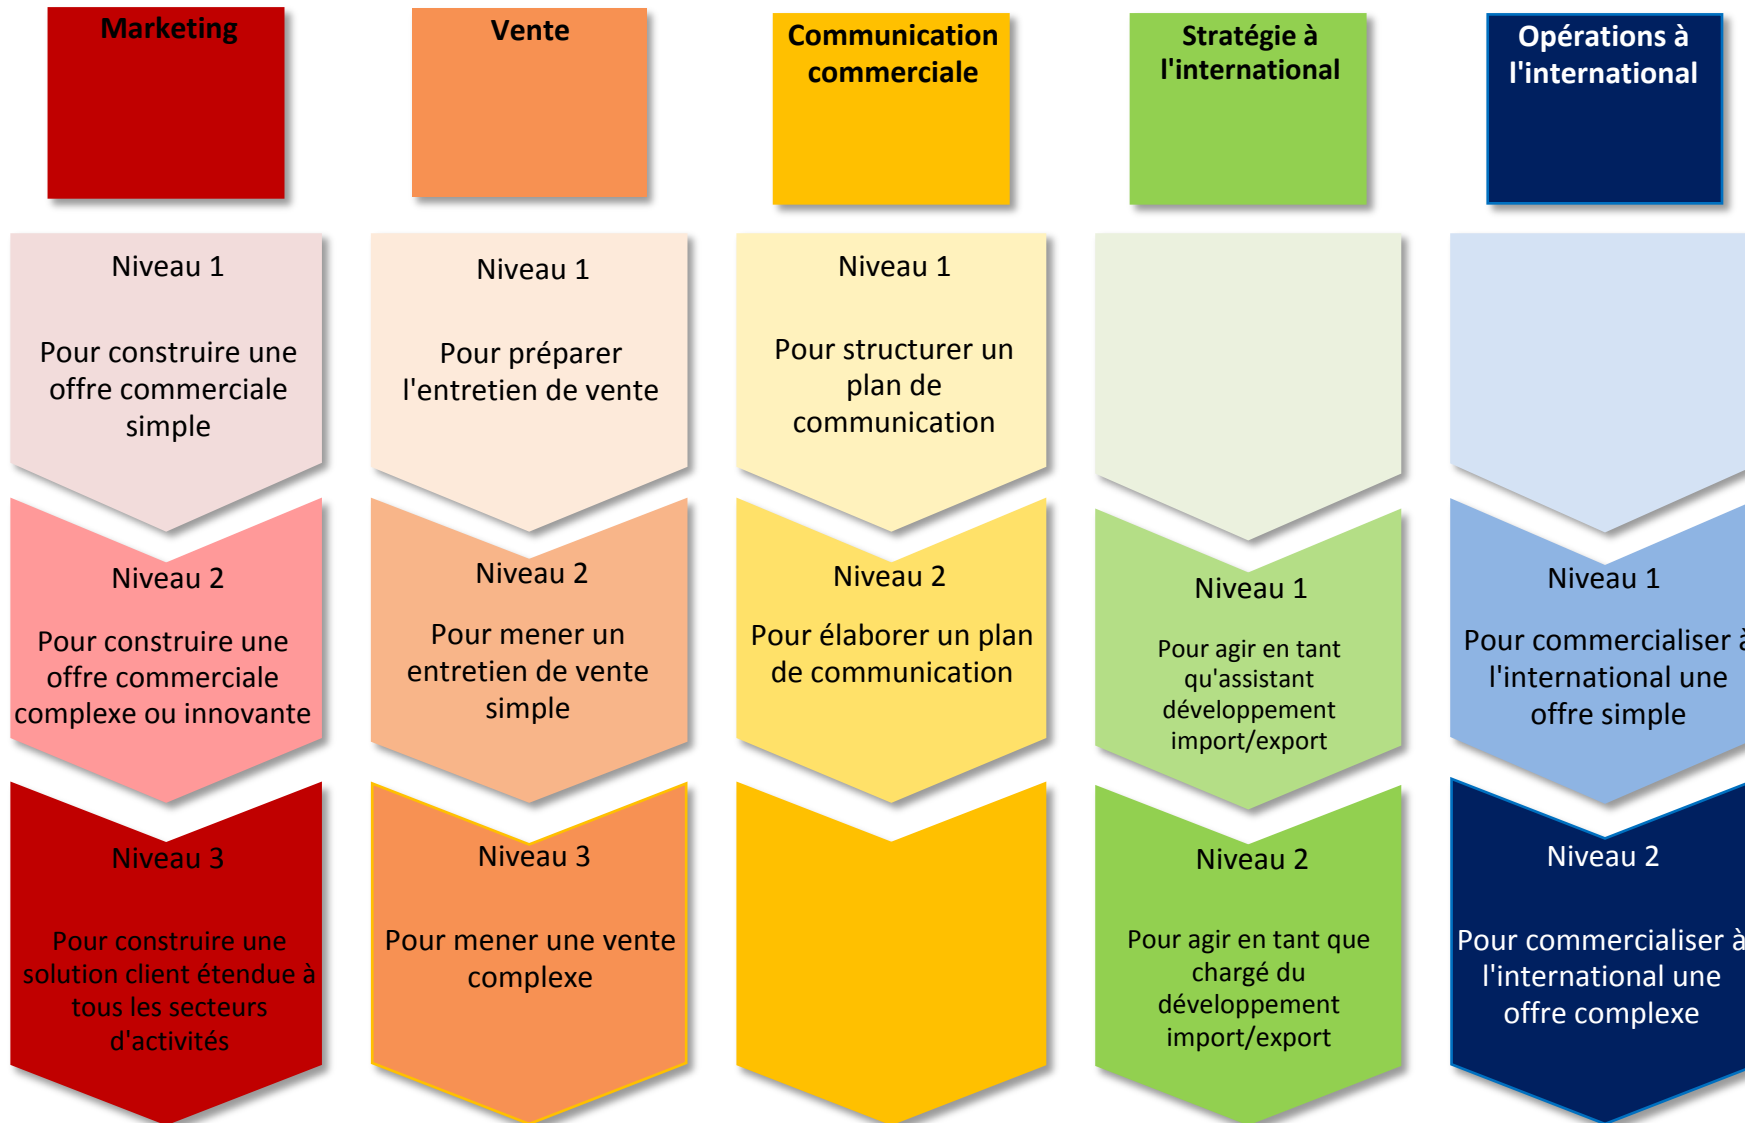 Marketing
Vente
Communication
commerciale
Stratégie à
l'international
Opérations à
l'international
Niveau 1
Pour construire une
offre commerciale
simple
Niveau 1
Pour préparer
l'entretien de vente
Niveau 1
Pour structurer un
plan de
communication
Niveau 2
Pour construire une
offre commerciale
complexe ou innovante
Niveau 2
Pour mener un
entretien de vente
simple
Niveau 2
Pour élaborer un plan
de communication
Niveau 1
Pour agir en tant
qu'assistant
développement
import/export
Niveau 1
Pour commercialiser à
l'international une
offre simple
Niveau 3
Pour construire une
solution client étendue à
tous les secteurs
d'activités
Niveau 3
Pour mener une vente
complexe
Niveau 2
Pour agir en tant que
chargé du
développement
import/export
Niveau 2
Pour commercialiser à
l'international une
offre complexe